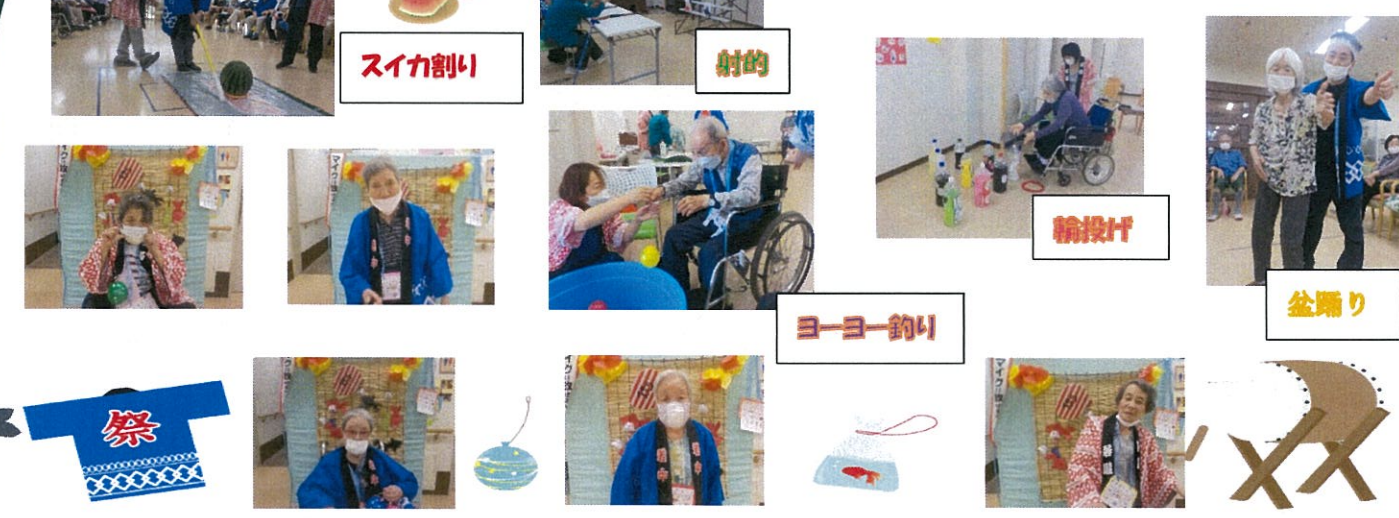 スイカ割り
射的
輪投げ
ヨーヨー釣り
盆踊り
祭